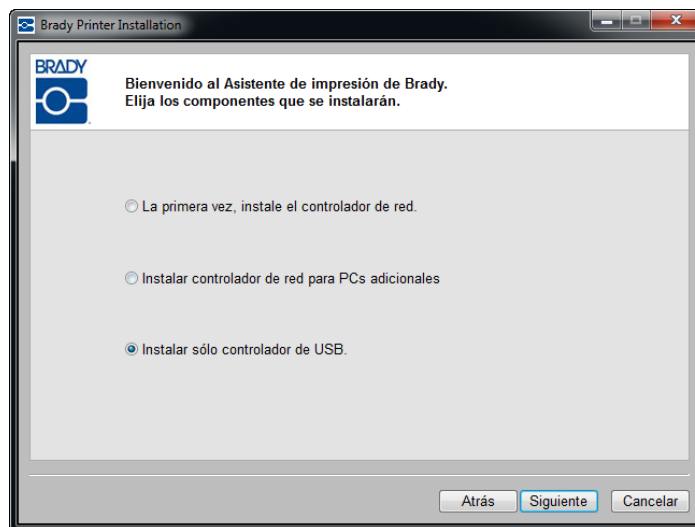 Brady Printer Installation
BRADY
Bienvenido al Asistente de impresión de Brady.
Elija los componentes que se instalarán.
La primera vez, instale el controlador de red.
Instalar controlador de red para PCs adicionales
Instalar sólo controlador de USB.
Atrás Siguiente Cancelar